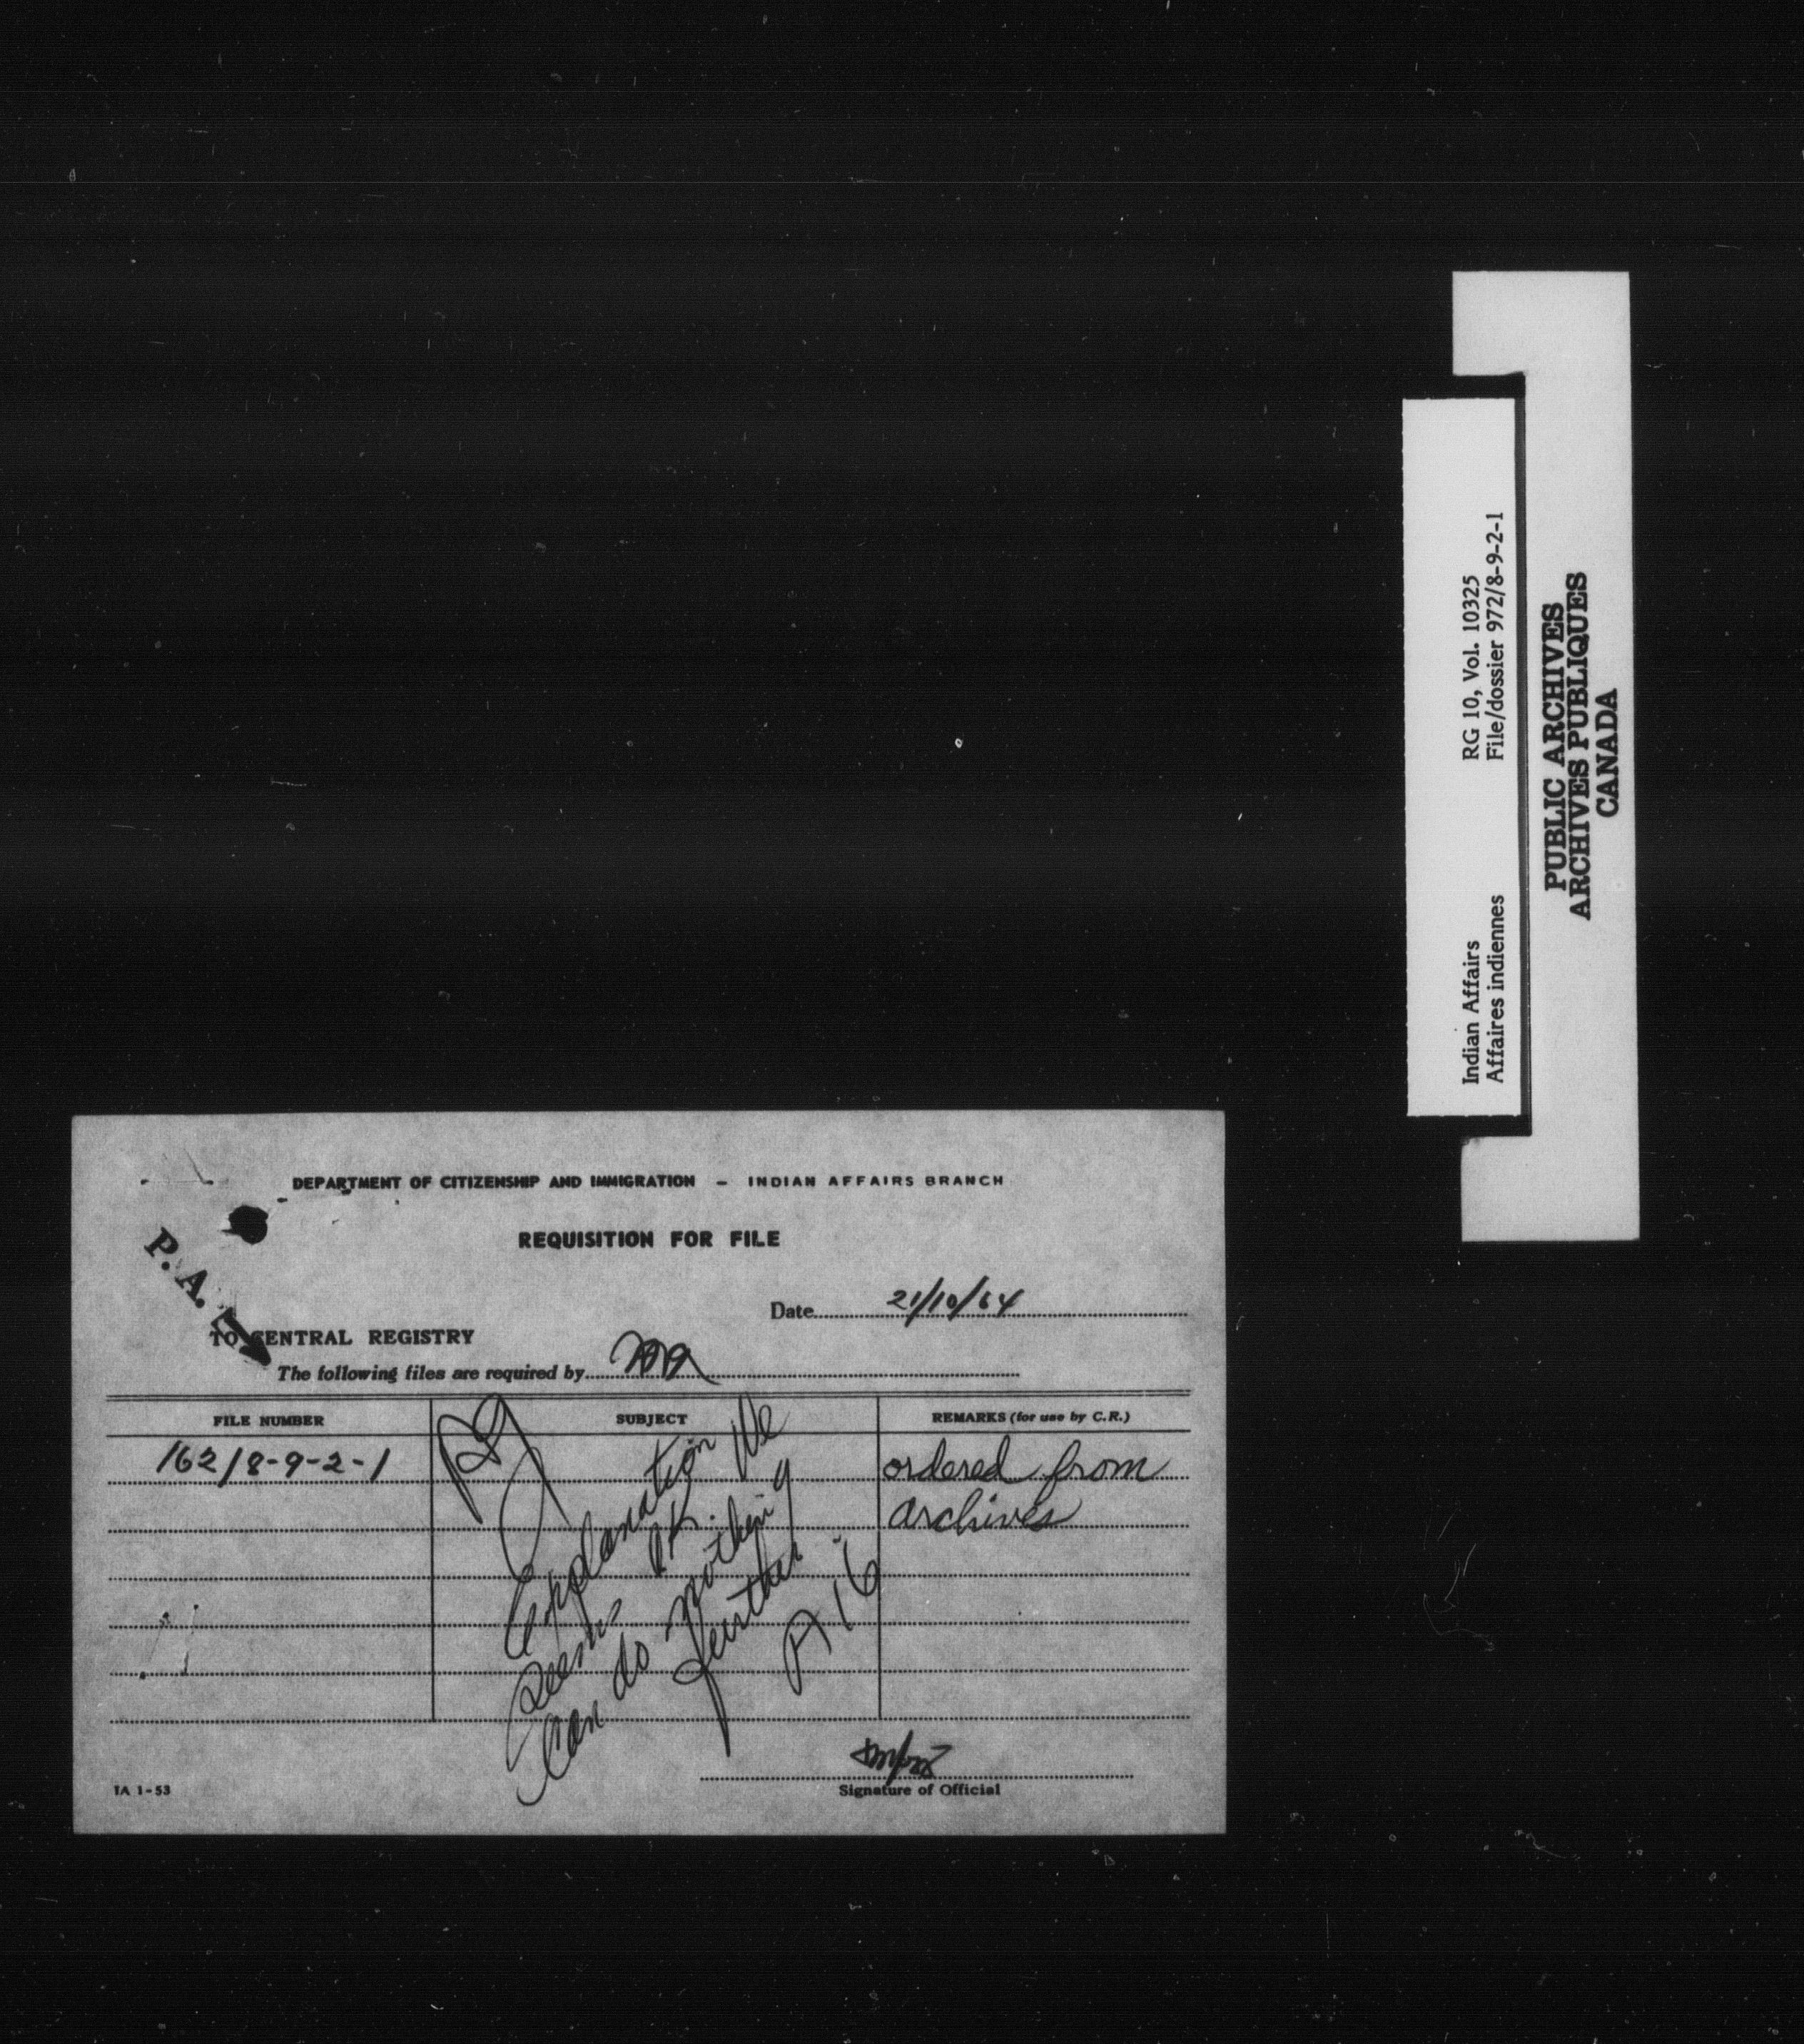 DEPARTMENT OF CITIZENSHIP AND IMMIGRATION – INDIAN AFFAIRS BRANCH
REQUISITION FOR FILE
P. A.
Date 21/10/64
TO CENTRAL REGISTRY
The following files are required by
FILE NUMBER SUBJECT REMARKS (for use by C.R.)
162/8-9-2-1
ordered from
archives
Explanation
seems OK. We
can do nothing
further
Signature of Official
IA 1-53
Indian Affairs RG 10, Vol. 10325
Affaires indiennes File/dossier 972/8-9-2-1
PUBLIC ARCHIVES
ARCHIVES PUBLIQUES
CANADA